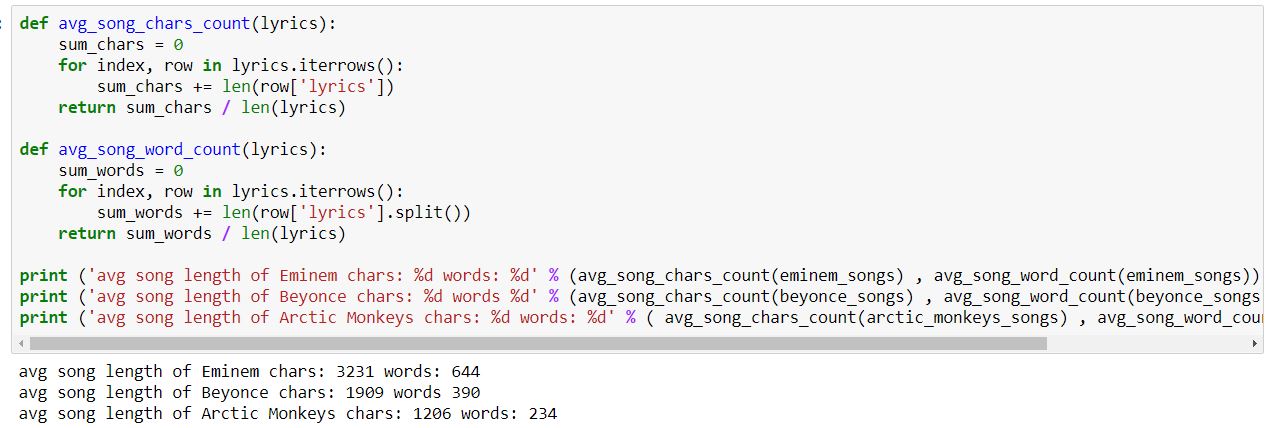 def avg_song_chars_count(lyrics):
    sum_chars = 0
    for index, row in lyrics.iterrows():
        sum_chars += len(row['lyrics'])
    return sum_chars / len(lyrics)

def avg_song_word_count(lyrics):
    sum_words = 0
    for index, row in lyrics.iterrows():
        sum_words += len(row['lyrics'].split())
    return sum_words / len(lyrics)

print ('avg song length of Eminem chars: %d words: %d' % (avg_song_chars_count(eminem_songs) , avg_song_word_count(eminem_songs))
print ('avg song length of Beyonce chars: %d words %d' % (avg_song_chars_count(beyonce_songs) , avg_song_word_count(beyonce_songs
print ('avg song length of Arctic Monkeys chars: %d words: %d' % ( avg_song_chars_count(arctic_monkeys_songs) , avg_song_word_cou
avg song length of Eminem chars: 3231 words: 644
avg song length of Beyonce chars: 1909 words 390
avg song length of Arctic Monkeys chars: 1206 words: 234